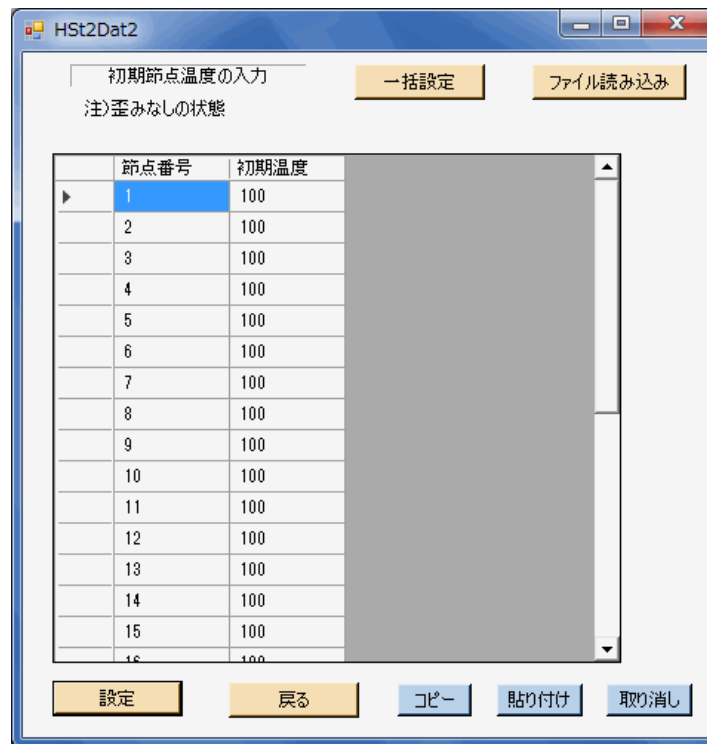 HSt2Dat2
初期節点温度の入力
一括設定
ファイル読み込み
注)歪みなしの状態
節点番号 初期温度
1 100
2 100
3 100
4 100
5 100
6 100
7 100
8 100
9 100
10 100
11 100
12 100
13 100
14 100
15 100
16 100
設定 戻る コピー 貼り付け 取り消し